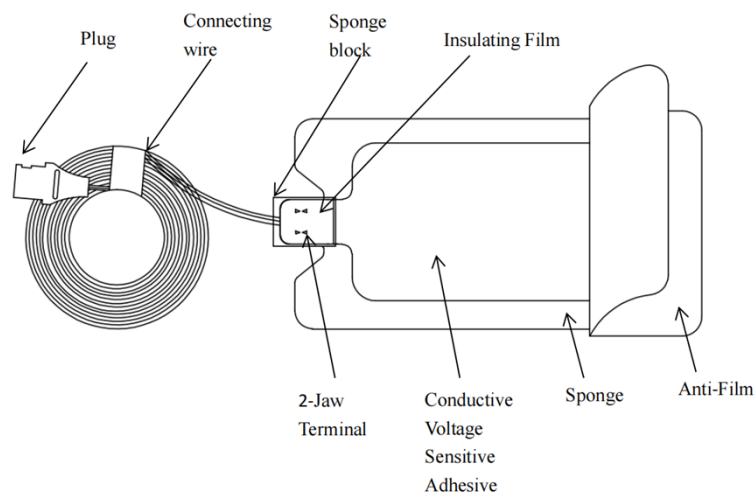 Plug
Connecting
wire
Sponge
block
Insulating Film
2-Jaw
Terminal
Conductive
Voltage
Sensitive
Adhesive
Sponge
Anti-Film